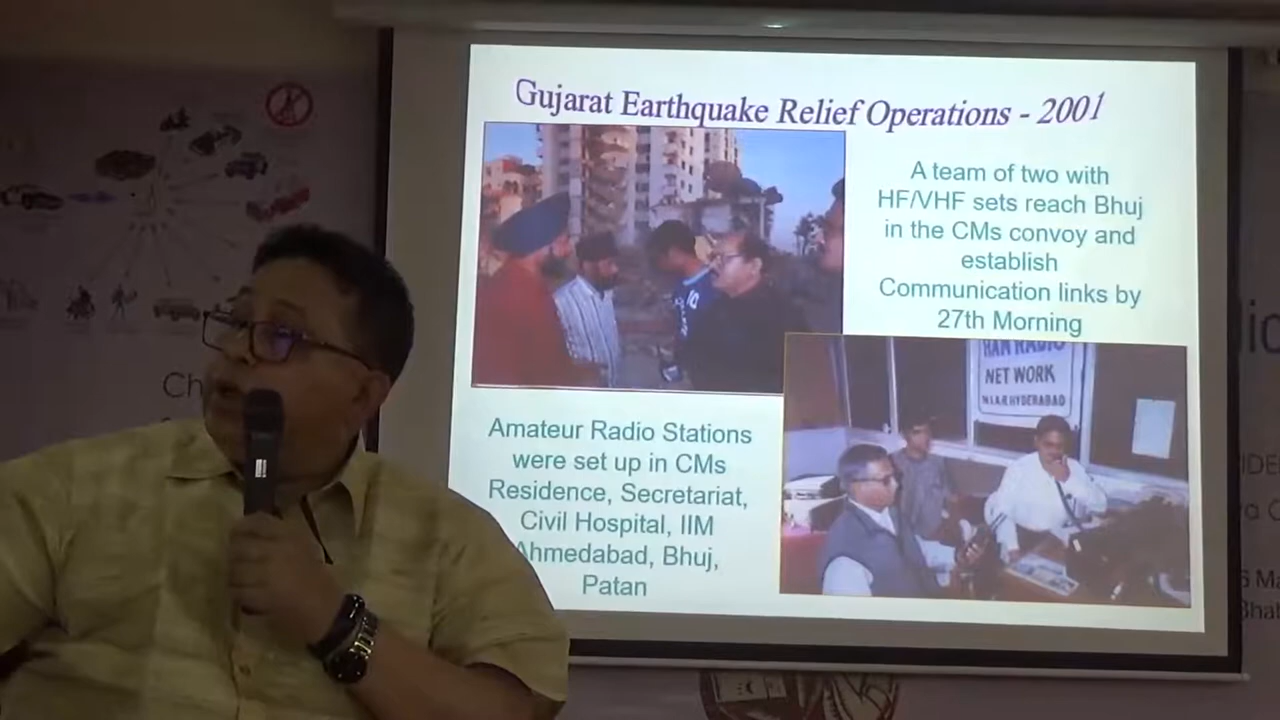 Gujarat Earthquake Relief Operations - 2001
A team of two with
HF/VHF sets reach Bhuj
in the CMs convoy and
establish
Communication links by
27th Morning
HAM RADIO
NET WORK
N.I.A.R HYDERABAD
Amateur Radio Stations
were set up in CMs
Residence, Secretariat,
Civil Hospital, IIM
Ahmedabad, Bhuj,
Patan
Ch